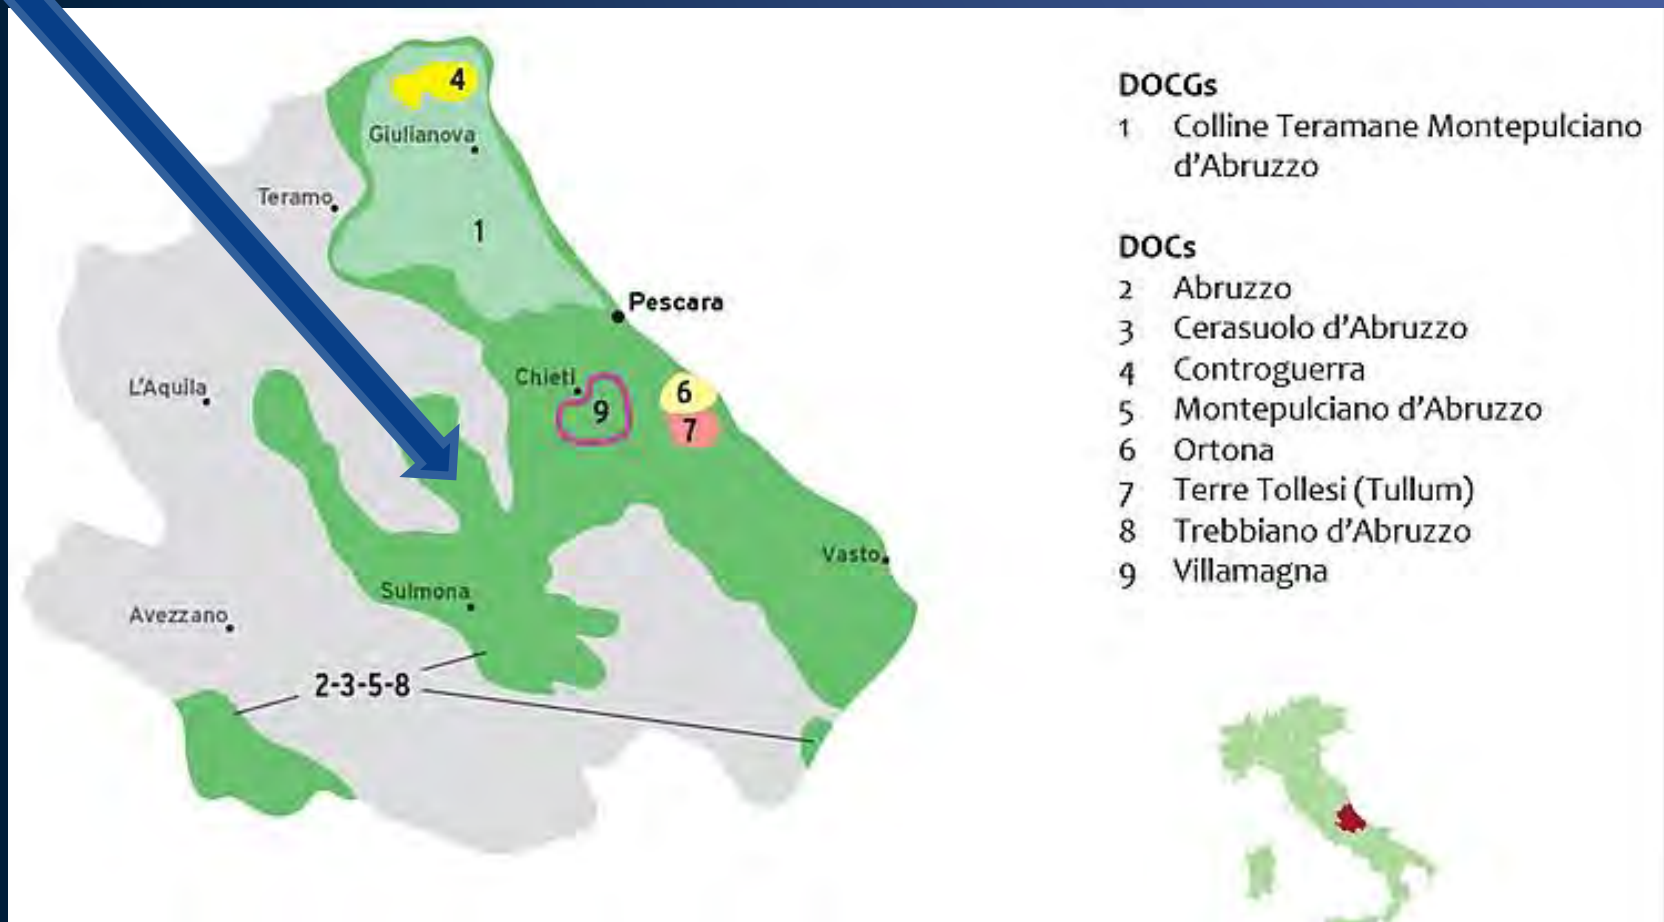 4
Giulianova
Teramo
1
Pescara
L'Aquila
Chieti
9
6
7
Vasto
Sulmona
Avezzano
2-3-5-8
DOCGs
1 Colline Teramane Montepulciano
d'Abruzzo
DOCs
2 Abruzzo
3 Cerasuolo d'Abruzzo
4 Controguerra
5 Montepulciano d'Abruzzo
6 Ortona
7 Terre Tollesi (Tullum)
8 Trebbiano d'Abruzzo
9 Villamagna